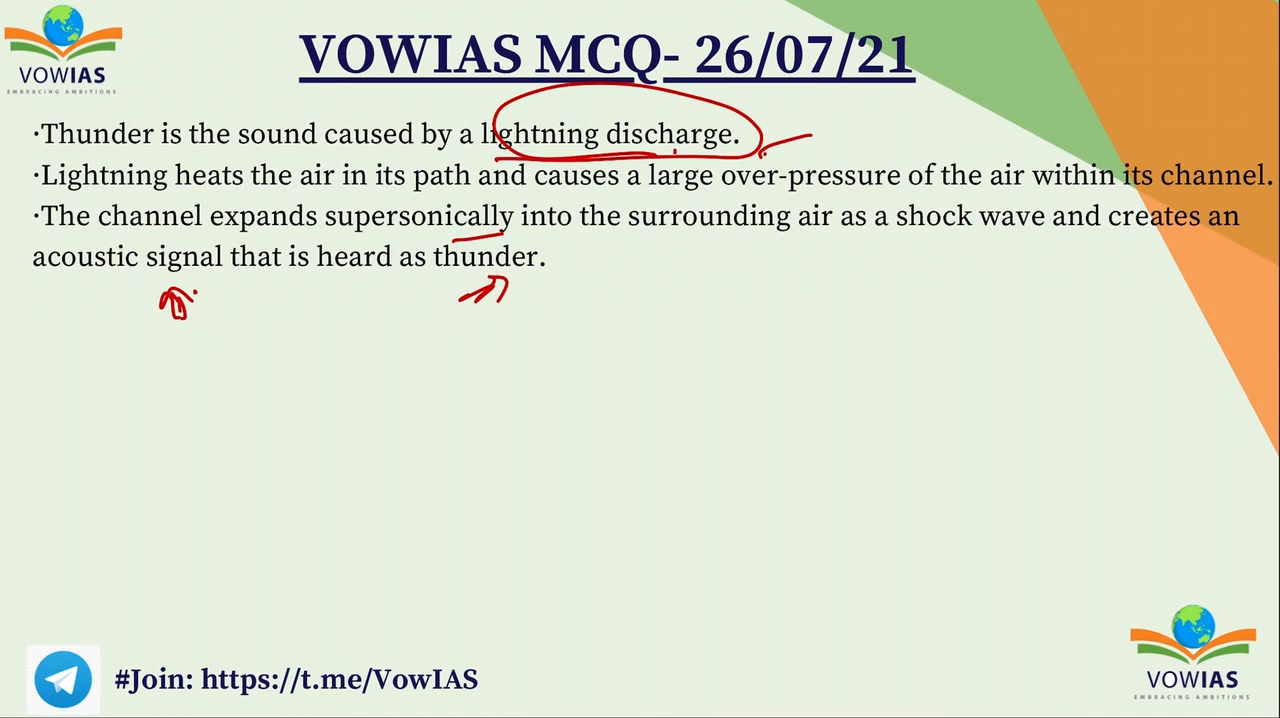 VOWIAS
EMBRACING AMBITIONS
VOWIAS MCQ- 26/07/21
·Thunder is the sound caused by a lightning discharge.
·Lightning heats the air in its path and causes a large over-pressure of the air within its channel.
·The channel expands supersonically into the surrounding air as a shock wave and creates an
acoustic signal that is heard as thunder.
#Join: https://t.me/VowIAS
VOWIAS
EMBRACING AMBITIONS